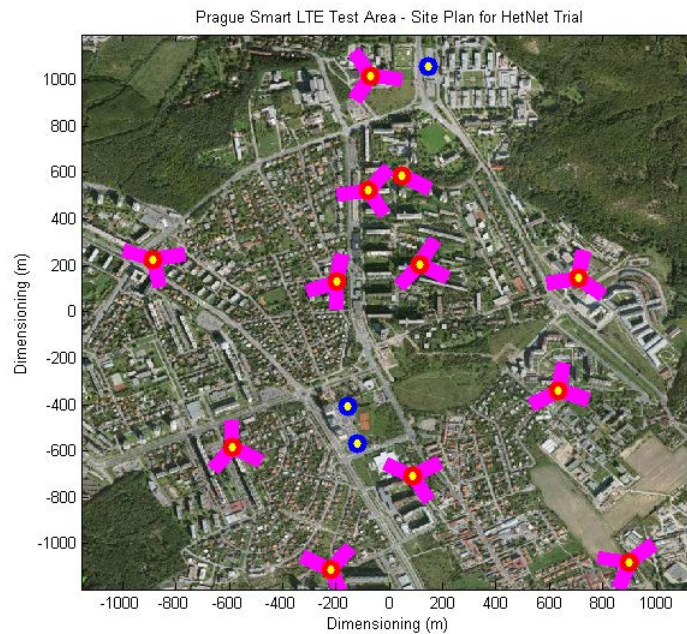 Prague Smart LTE Test Area - Site Plan for HetNet Trial
1000
800
600
400
200
0
-200
-400
-600
-800
-1000
Dimensioning (m)
-1000 -800 -600 -400 -200 0 200 400 600 800 1000
Dimensioning (m)